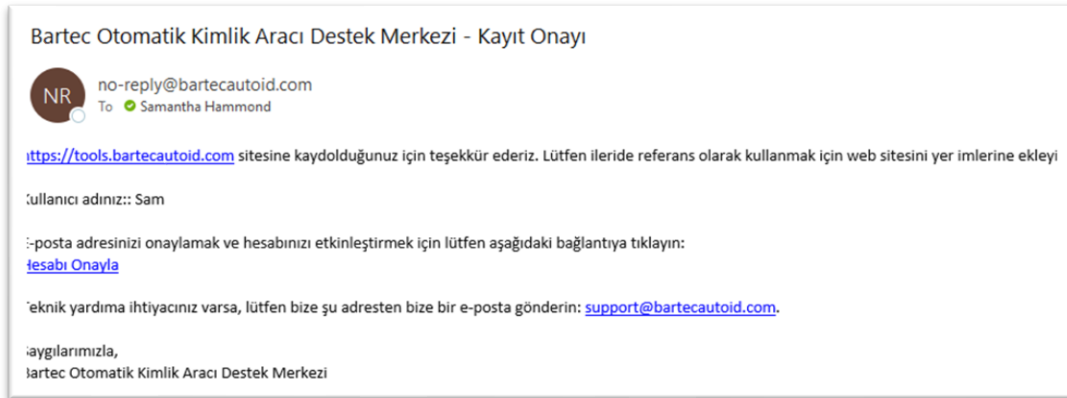 Bartec Otomatik Kimlik Aracı Destek Merkezi - Kayıt Onayı
NR
no-reply@bartecautoid.com
To Samantha Hammond
ttps://tools.bartecautoid.com sitesine kaydolduğunuz için teşekkür ederiz. Lütfen ileride referans olarak kullanmak için web sitesini yer imlerine ekleyi
ullanıcı adınız:: Sam
-posta adresinizi onaylamak ve hesabınızı etkinleştirmek için lütfen aşağıdaki bağlantıya tıklayın:
Hesabı Onayla
eknik yardıma ihtiyacınız varsa, lütfen bize şu adresten bize bir e-posta gönderin: support@bartecautoid.com.
aygılarımızla,
Bartec Otomatik Kimlik Aracı Destek Merkezi